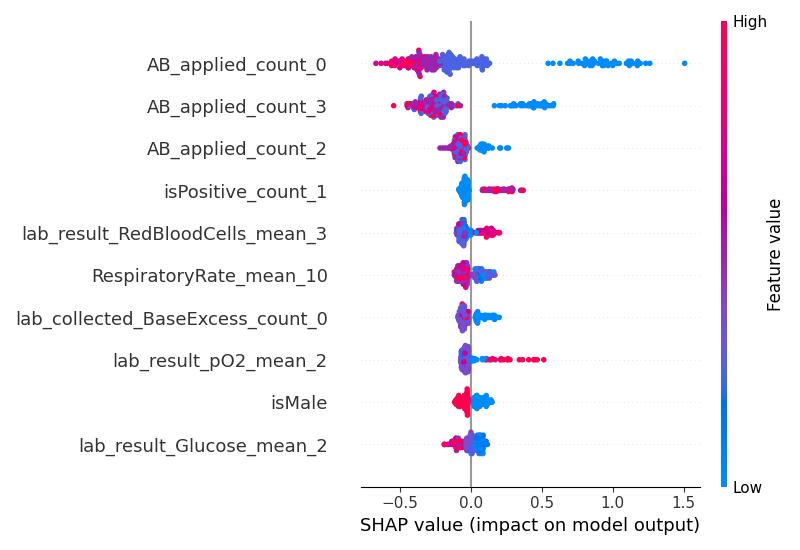 High
AB_applied_count_0
AB_applied_count_3
AB_applied_count_2
isPositive_count_1
lab_result_RedBloodCells_mean_3
RespiratoryRate_mean_10
lab_collected_BaseExcess_count_0
lab_result_pO2_mean_2
isMale
lab_result_Glucose_mean_2
Feature value
Low
−0.5 0.0 0.5 1.0 1.5
SHAP value (impact on model output)